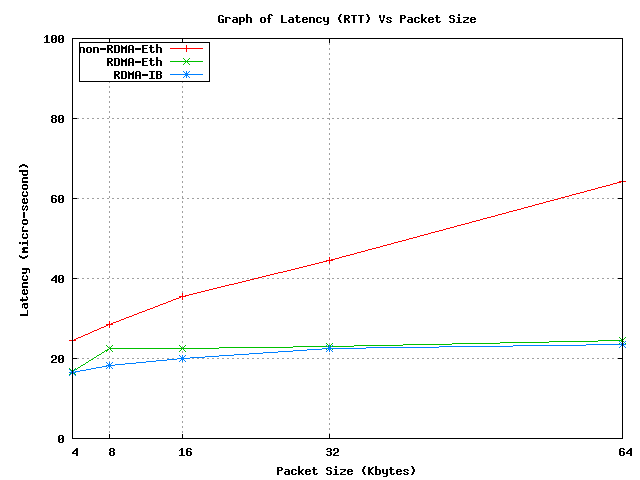 Graph of Latency (RTT) Vs Packet Size
100
80
60
40
20
0
non-RDMA-Eth
RDMA-Eth
RDMA-IB
Latency (micro-second)
4 8 16 32 64
Packet Size (Kbytes)